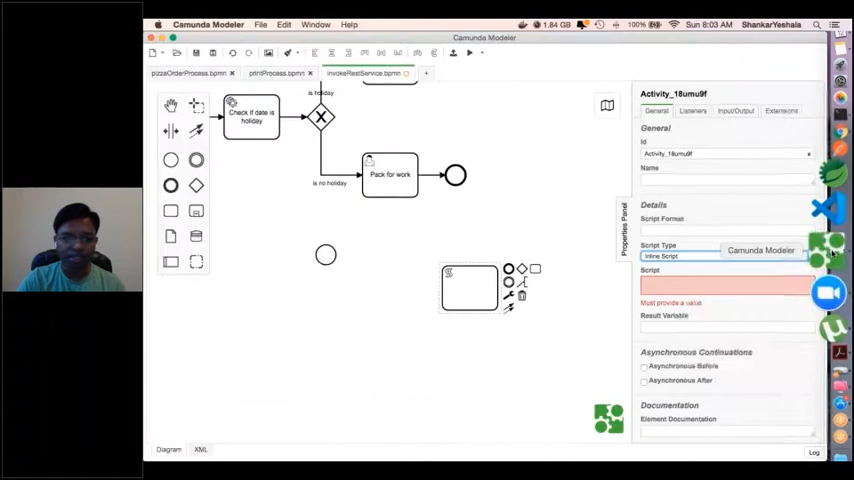 Camunda Modeler File Edit Window Help 1.84 GB 100% Sun 8:03 AM ShankarYeshala
Camunda Modeler
pizzaOrderProcess.bpmn printProcess.bpmn invokeRestService.bpmn
Activity_18umu9f
is holiday
General Listeners Input/Output Extensions
Check if date is
holiday
General
Id
Activity_18umu9f
Name
Pack for work
is no holiday
Properties Panel
Details
Script Format
Script Type
Inline Script
Camunda Modeler
Script
Must provide a value
Result Variable
Asynchronous Continuations
Asynchronous Before
Asynchronous After
Documentation
Element Documentation
Diagram XML
Log